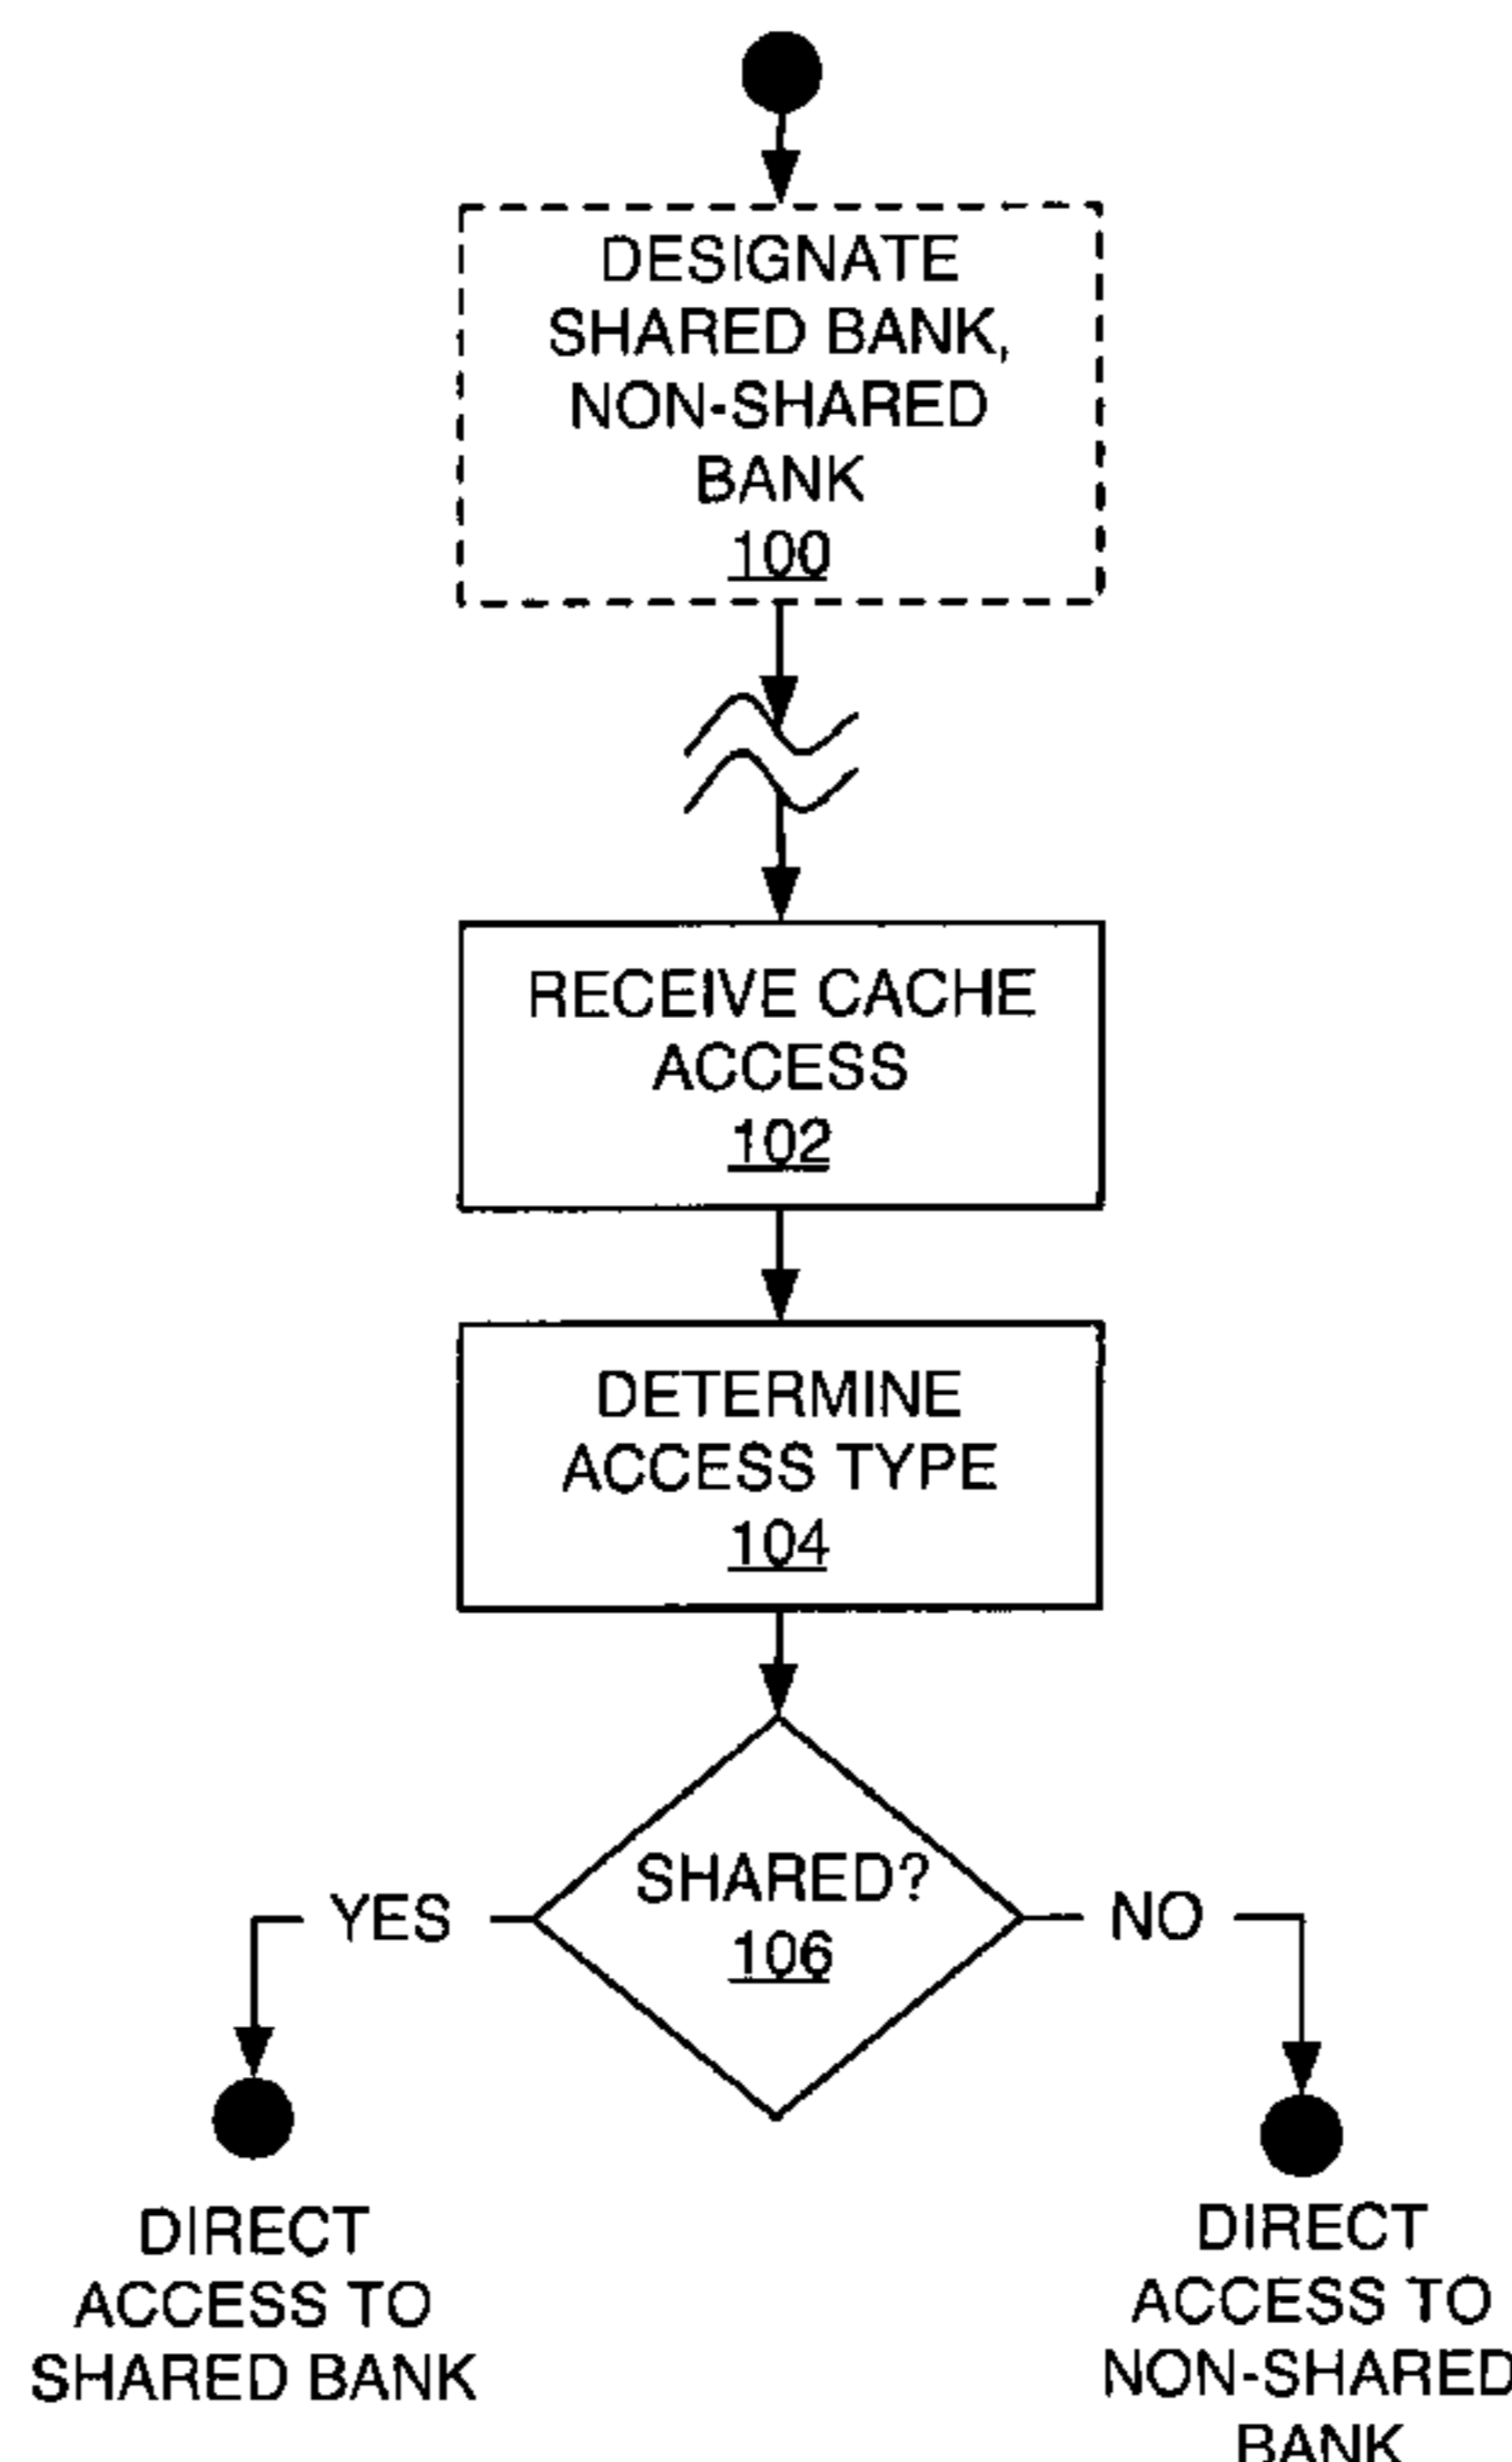 DESIGNATE
SHARED BANK,
NON-SHARED
BANK
100
RECEIVE CACHE
ACCESS
102
DETERMINE
ACCESS TYPE
104
SHARED?
106
YES
NO
DIRECT
ACCESS TO
SHARED BANK
DIRECT
ACCESS TO
NON-SHARED
BANK